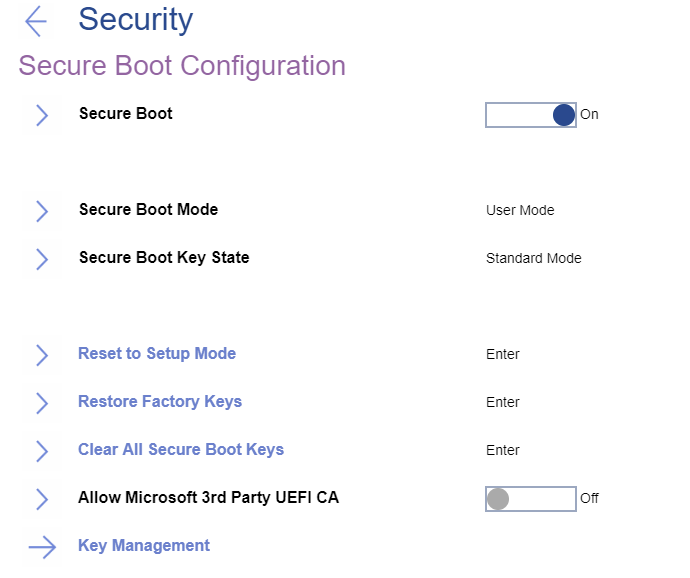 Security
Secure Boot Configuration
Secure Boot On
Secure Boot Mode User Mode
Secure Boot Key State Standard Mode
Reset to Setup Mode Enter
Restore Factory Keys Enter
Clear All Secure Boot Keys Enter
Allow Microsoft 3rd Party UEFI CA Off
Key Management